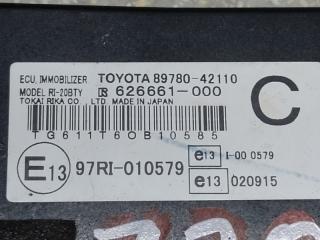 ECU, IMMOBILIZER TOYOTA 89780-42110
MODEL RI-20BTY R 626661-000
TOKAI RIKA CO., LTD. MADE IN JAPAN
C
TG611T6OB10585
E13 97RI-010579
e13 I-00 0579
e13 020915